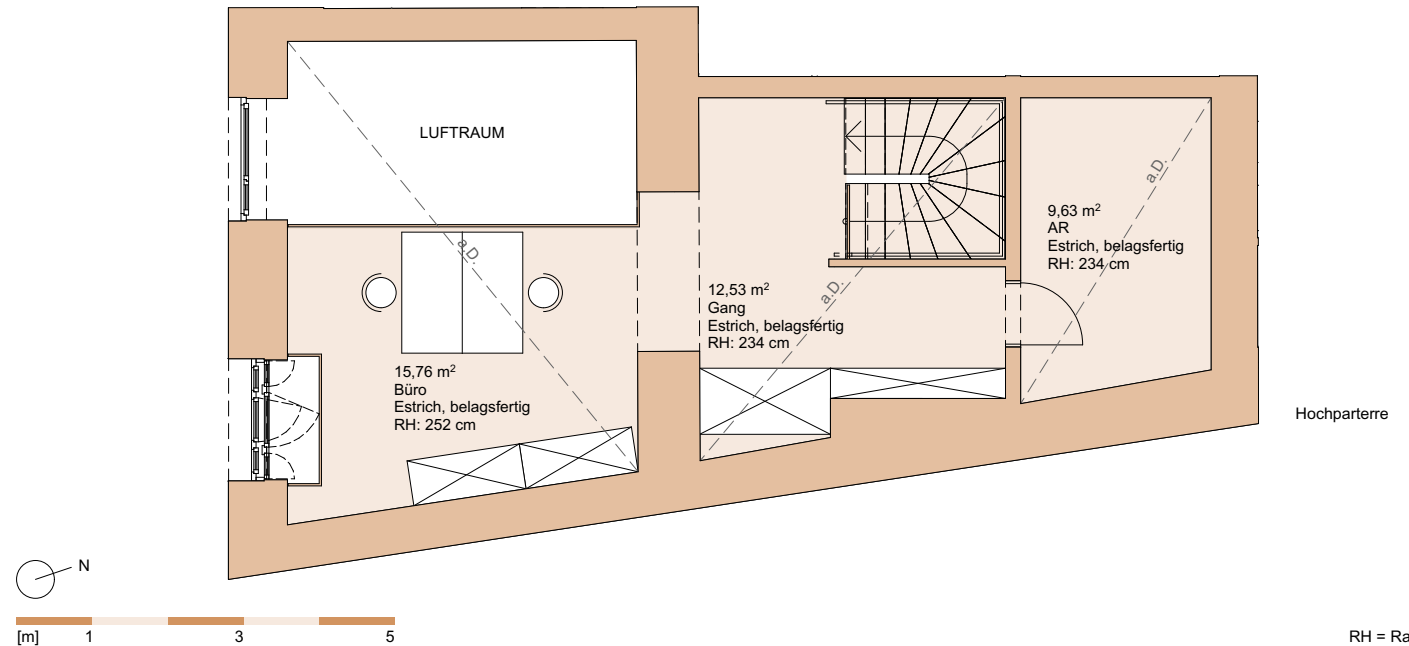 LUFTRAUM
a.D.
15,76 m²
Büro
Estrich, belagsfertig
RH: 252 cm
12,53 m²
Gang
Estrich, belagsfertig
RH: 234 cm
a.D.
9,63 m²
AR
Estrich, belagsfertig
RH: 234 cm
a.D.
Hochparterre
N
[m] 1 3 5
RH = Ra